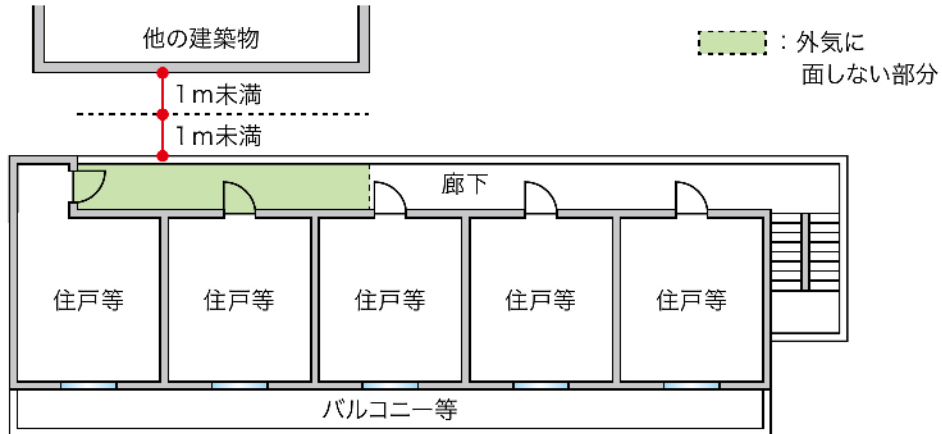 他の建築物
：外気に
面しない部分
1m未満
1m未満
廊下
住戸等
住戸等
住戸等
住戸等
住戸等
バルコニー等